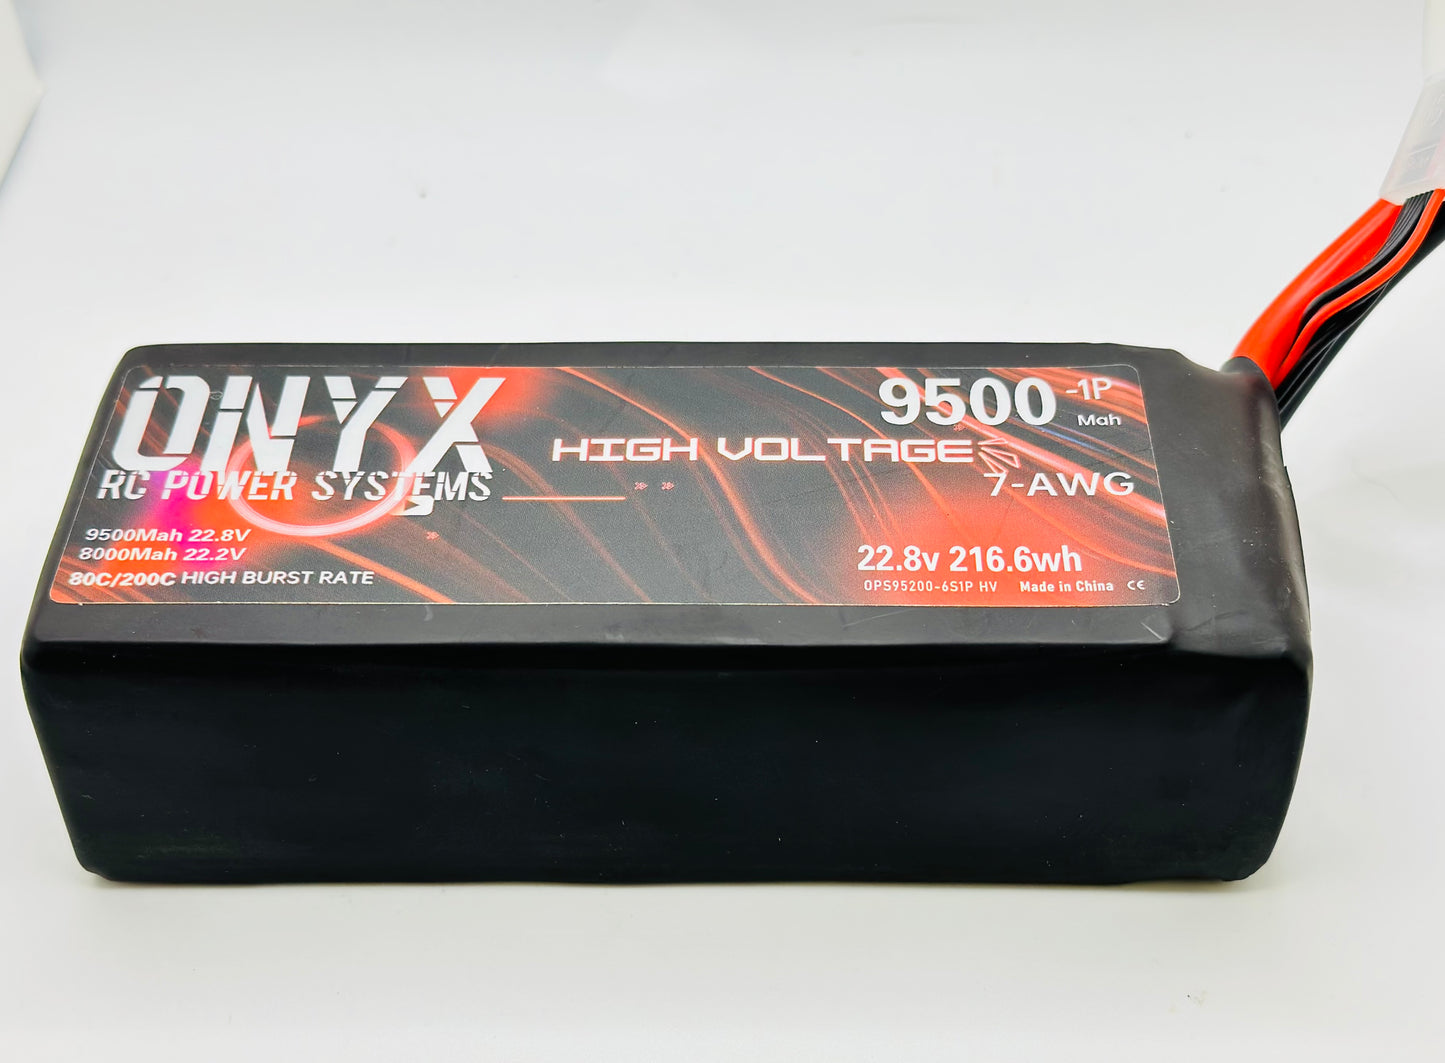 ONYX
RC POWER SYSTEMS
9500Mah 22.8V
8000Mah 22.2V
80C/200C HIGH BURST RATE
HIGH VOLTAGE
9500 -1P
Mah
7-AWG
22.8v 216.6wh
OPS95200-6S1P HV Made in China CE